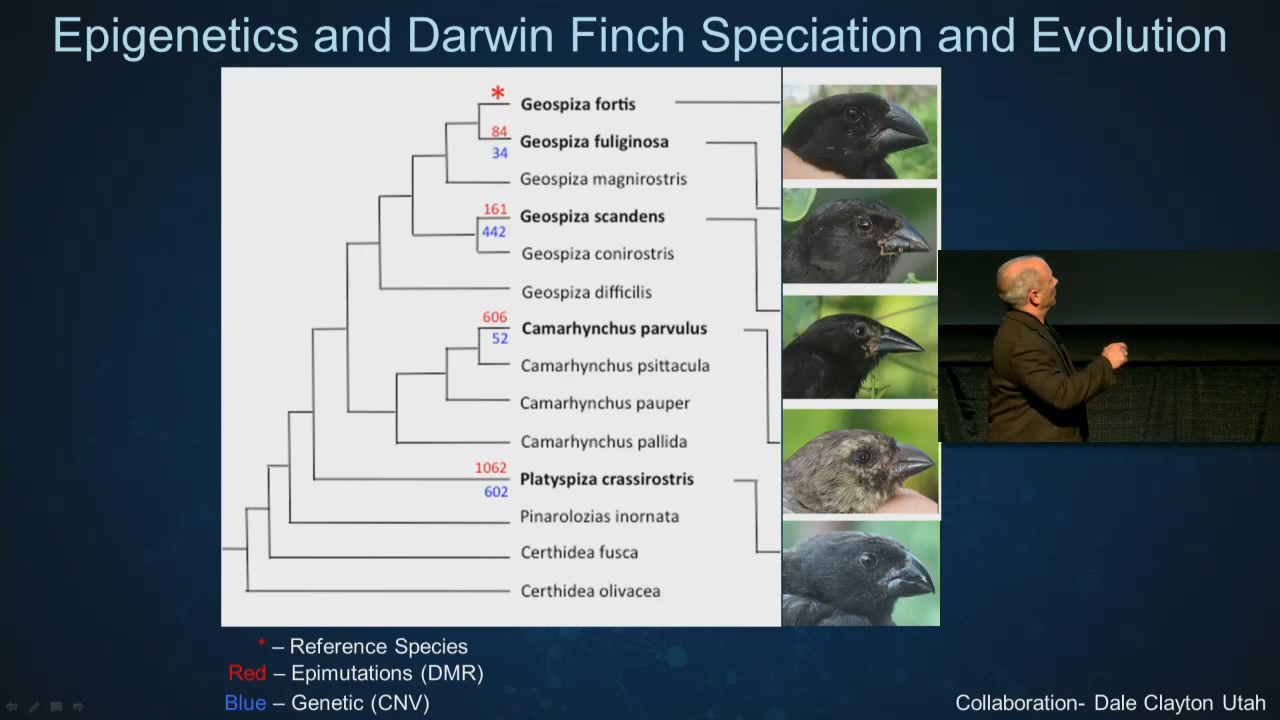 Epigenetics and Darwin Finch Speciation and Evolution
*
Geospiza fortis
84
34
Geospiza fuliginosa
Geospiza magnirostris
161
442
Geospiza scandens
Geospiza conirostris
Geospiza difficilis
606
52
Camarhynchus parvulus
Camarhynchus psittacula
Camarhynchus pauper
Camarhynchus pallida
1062
602
Platyspiza crassirostris
Pinarolozias inornata
Certhidea fusca
Certhidea olivacea
* – Reference Species
Red – Epimutations (DMR)
Blue – Genetic (CNV)
Collaboration- Dale Clayton Utah